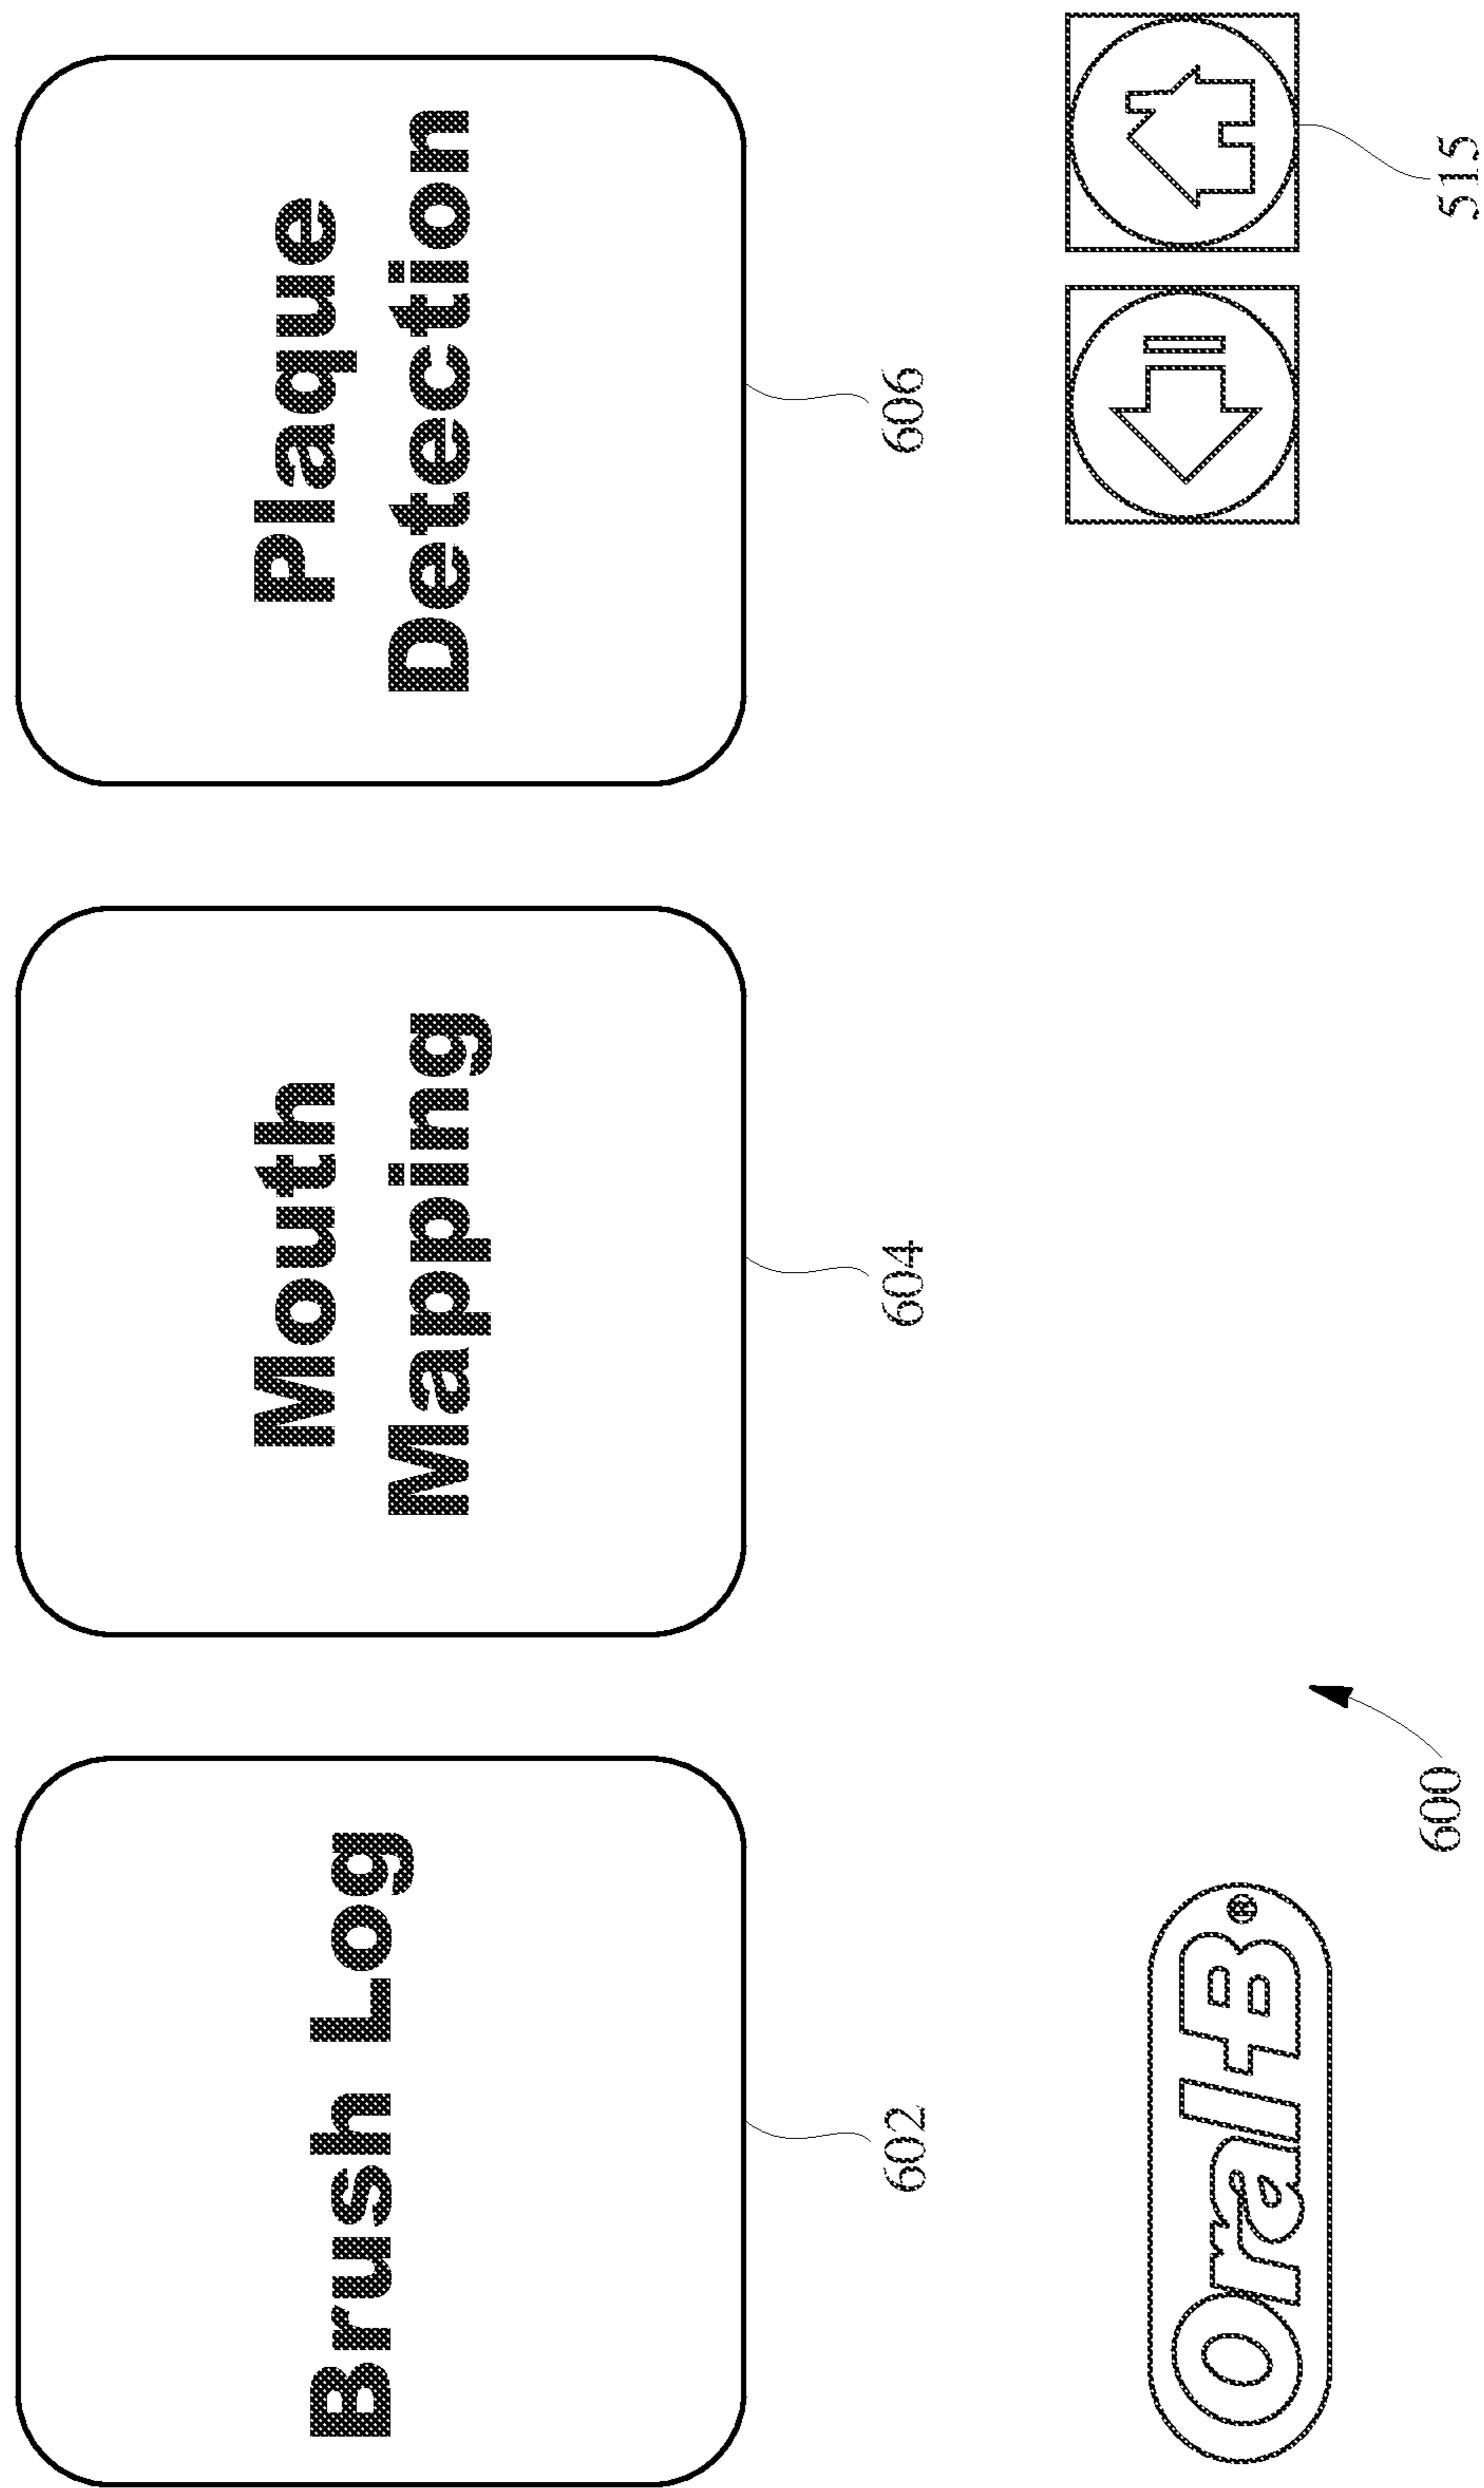 Brush Log
602
Mouth
Mapping
604
Plaque
Detection
606
Oral-B®
600
515